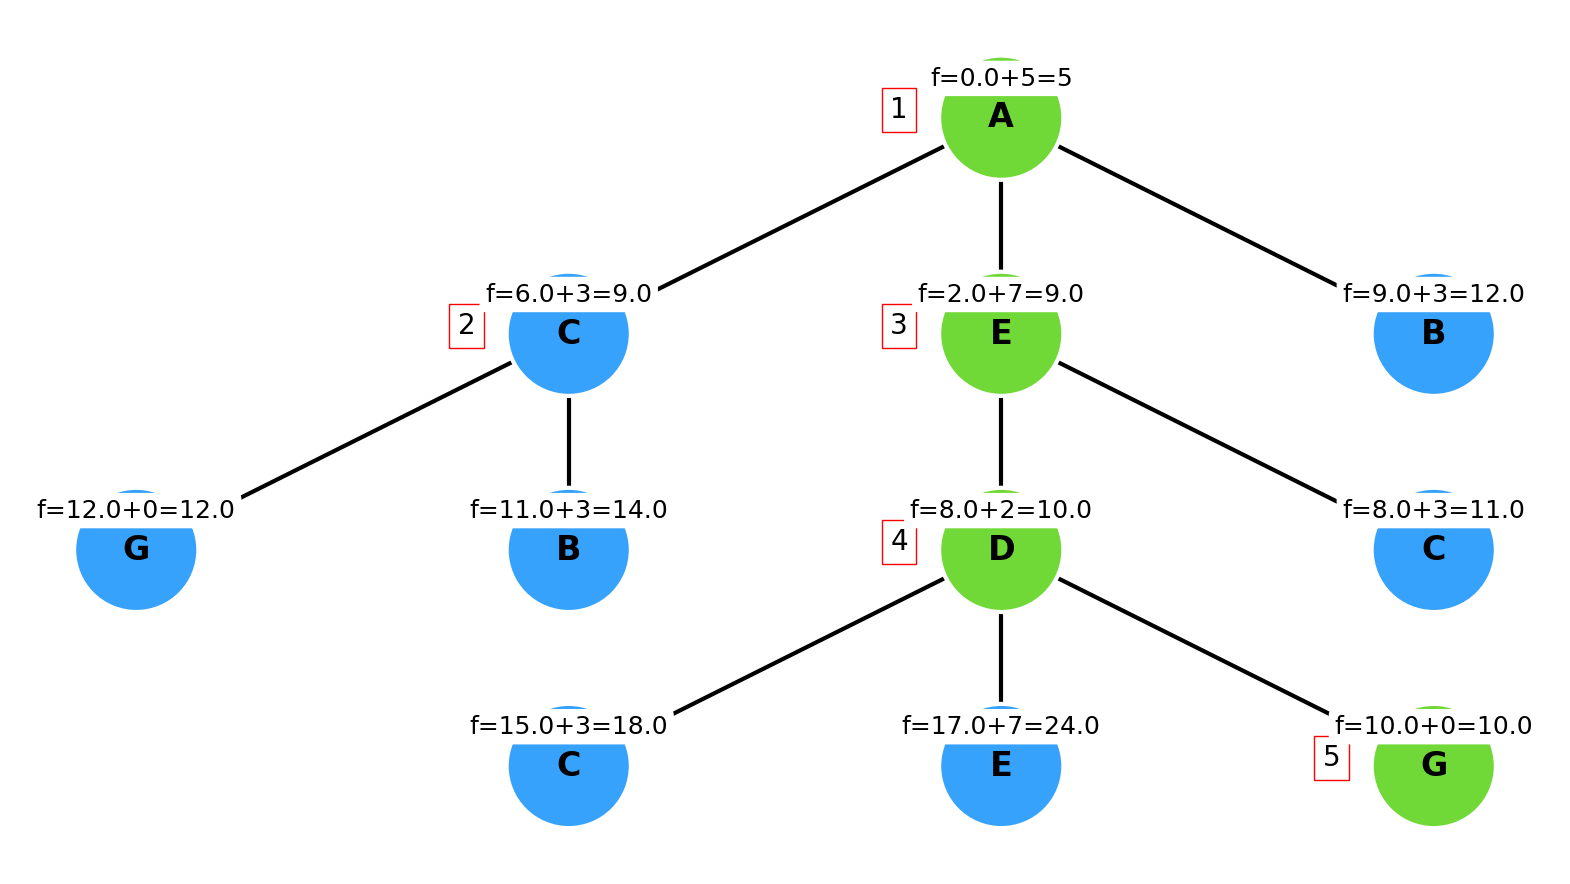 f=0.0+5=5
1
A
f=6.0+3=9.0
2
C
f=2.0+7=9.0
3
E
f=9.0+3=12.0
B
f=12.0+0=12.0
G
f=11.0+3=14.0
B
f=8.0+2=10.0
4
D
f=8.0+3=11.0
C
f=15.0+3=18.0
C
f=17.0+7=24.0
E
f=10.0+0=10.0
5
G